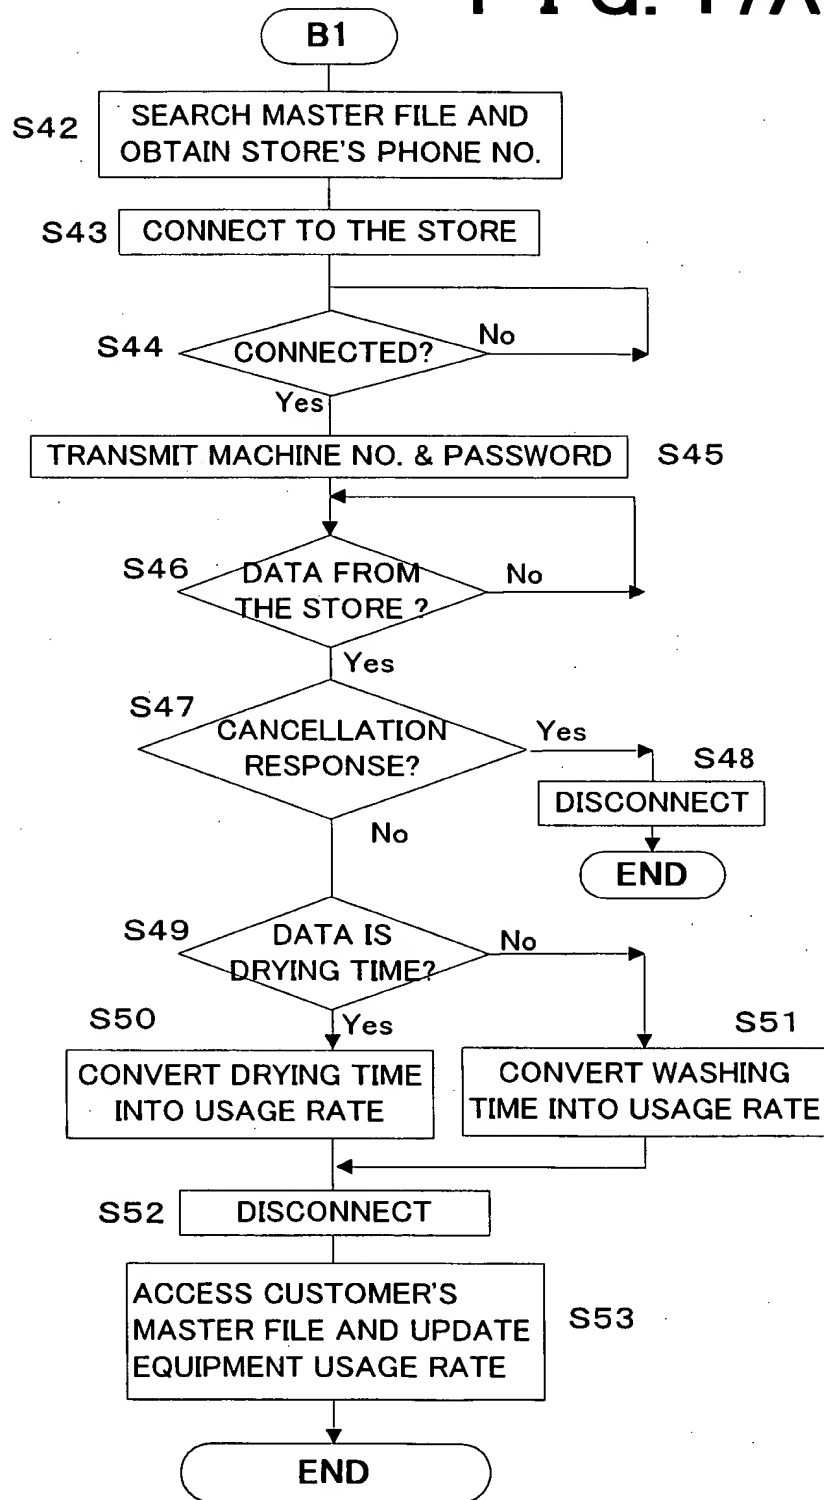 FIG. 17A
B1
S42
SEARCH MASTER FILE AND
OBTAIN STORE'S PHONE NO.
S43
CONNECT TO THE STORE
S44
CONNECTED?
No
Yes
TRANSMIT MACHINE NO. & PASSWORD
S45
S46
DATA FROM
THE STORE ?
No
Yes
S47
CANCELLATION
RESPONSE?
Yes
S48
DISCONNECT
No
END
S49
DATA IS
DRYING TIME?
No
S50
Yes
S51
CONVERT DRYING TIME
INTO USAGE RATE
CONVERT WASHING
TIME INTO USAGE RATE
S52
DISCONNECT
ACCESS CUSTOMER'S
MASTER FILE AND UPDATE
EQUIPMENT USAGE RATE
S53
END